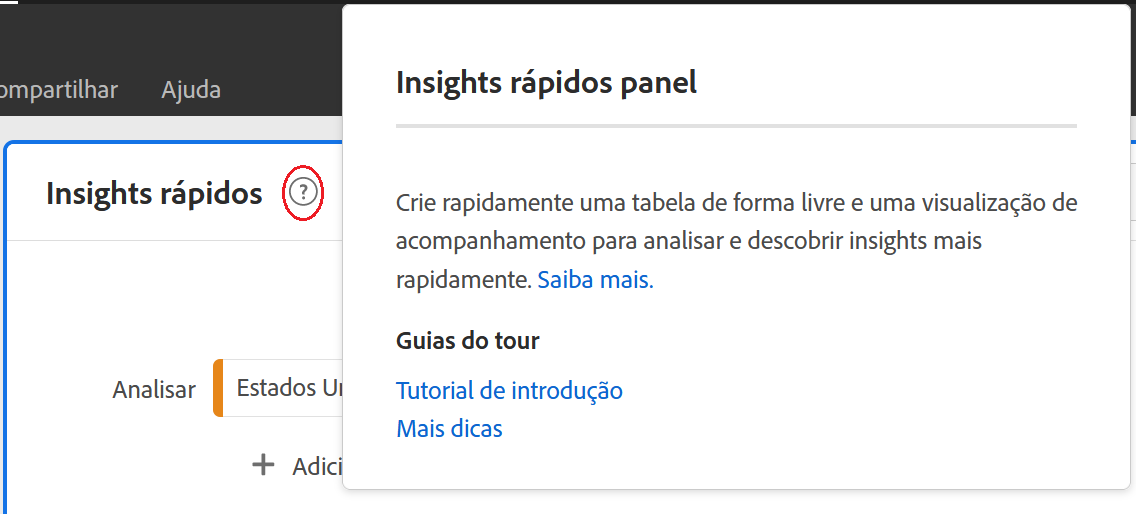 ompartilhar Ajuda
Insights rápidos panel
Insights rápidos ?
Crie rapidamente uma tabela de forma livre e uma visualização de
acompanhamento para analisar e descobrir insights mais
rapidamente. Saiba mais.
Guias do tour
Analisar Estados Un
Tutorial de introdução
Mais dicas
+ Adici